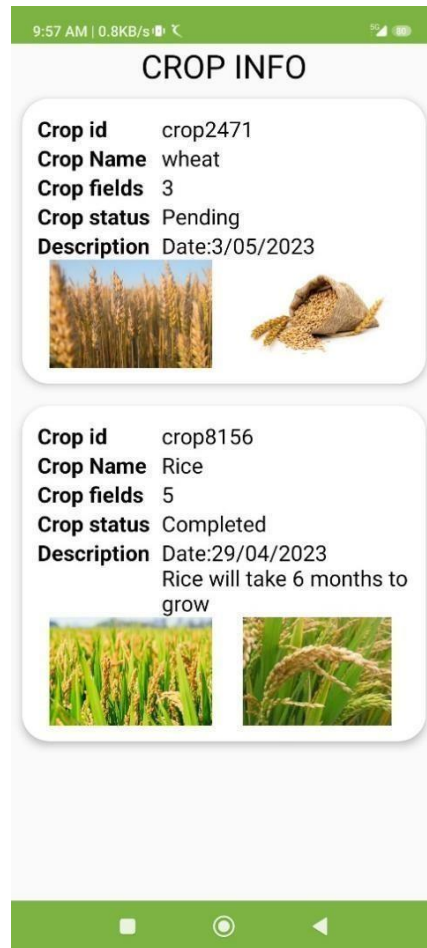 9:57 AM | 0.8KB/s
5G 80
CROP INFO
Crop id crop2471
Crop Name wheat
Crop fields 3
Crop status Pending
Description Date:3/05/2023
Crop id crop8156
Crop Name Rice
Crop fields 5
Crop status Completed
Description Date:29/04/2023
Rice will take 6 months to
grow